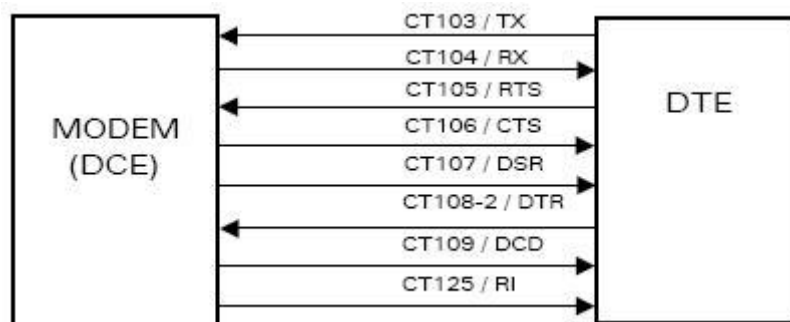 MODEM
(DCE)
CT103 / TX
CT104 / RX
CT105 / RTS
CT106 / CTS
CT107 / DSR
CT108-2 / DTR
CT109 / DCD
CT125 / RI
DTE